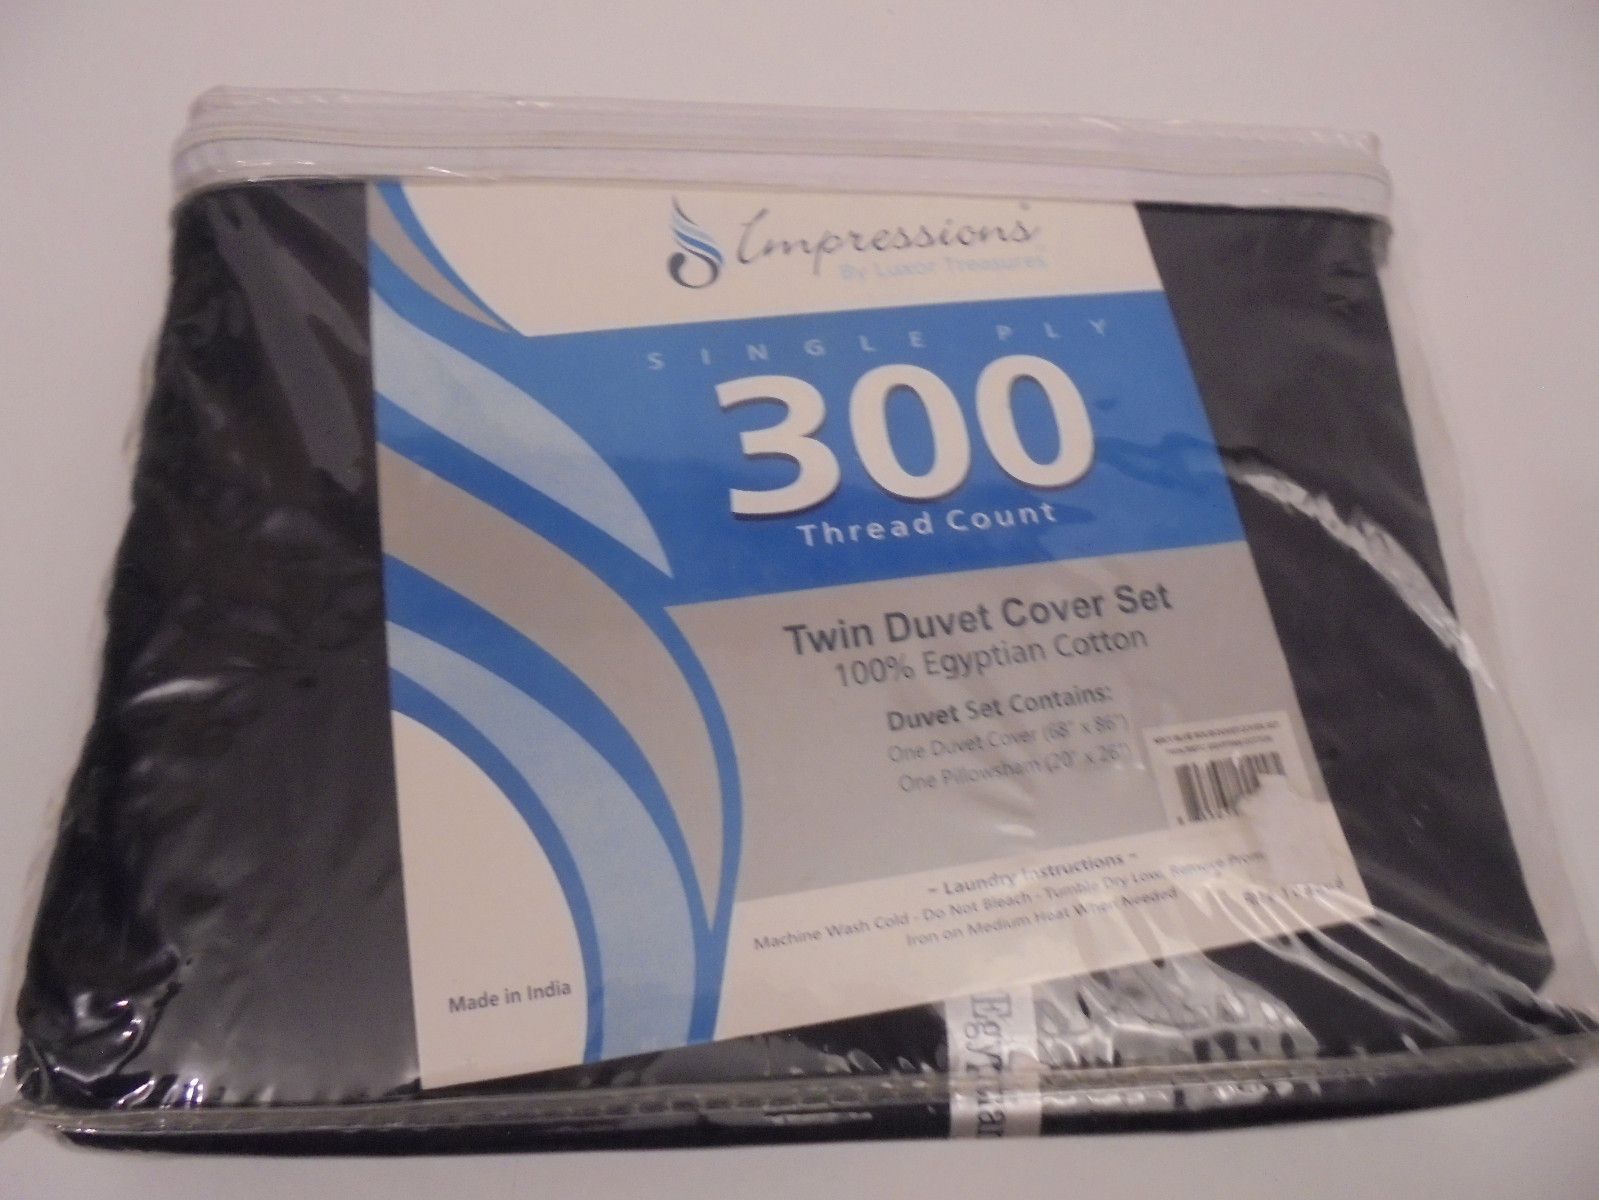 Impressions®
By Luxor Treasures
SINGLE PLY
300
Thread Count
Twin Duvet Cover Set
100% Egyptian Cotton
Duvet Set Contains:
One Duvet Cover (68" x 86")
One Pillowsham (20" x 26")
~ Laundry Instructions ~
Machine Wash Cold - Do Not Bleach - Tumble Dry Low, Remove
Iron on Medium Heat When Needed
Made in India
Egyptian